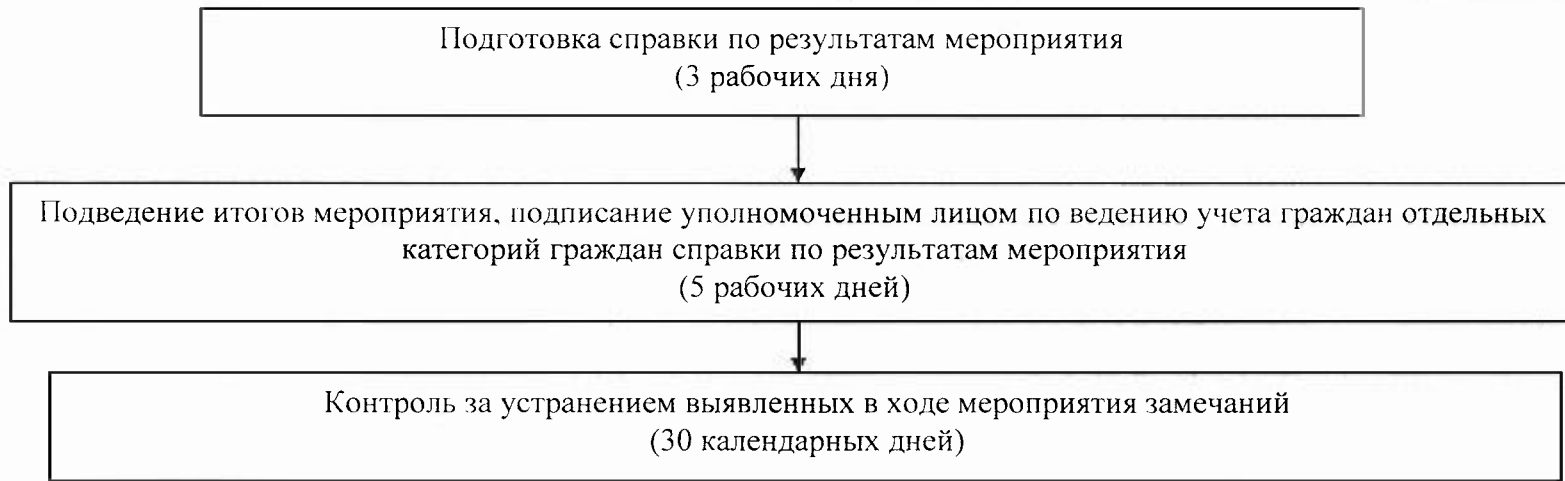 Подготовка справки по результатам мероприятия
(3 рабочих дня)
Подведение итогов мероприятия, подписание уполномоченным лицом по ведению учета граждан отдельных
категорий граждан справки по результатам мероприятия
(5 рабочих дней)
Контроль за устранением выявленных в ходе мероприятия замечаний
(30 календарных дней)